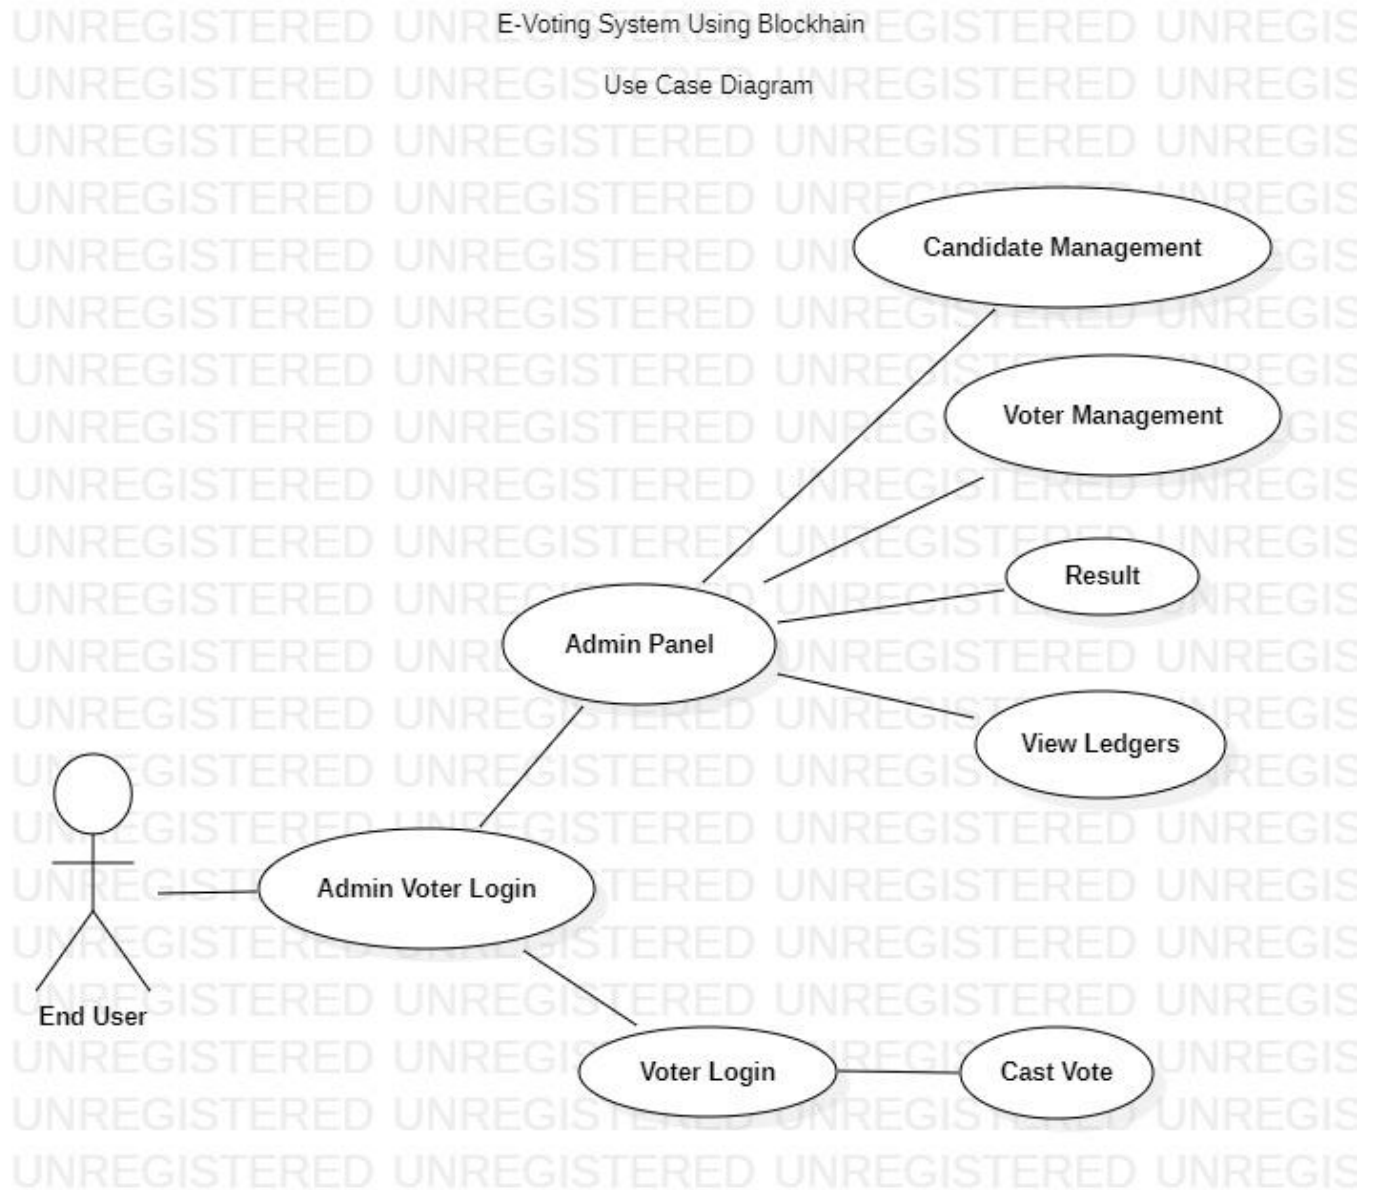 E-Voting System Using Blockhain
Use Case Diagram
Candidate Management
Voter Management
Result
Admin Panel
View Ledgers
Admin Voter Login
End User
Voter Login
Cast Vote
UNREGISTERED